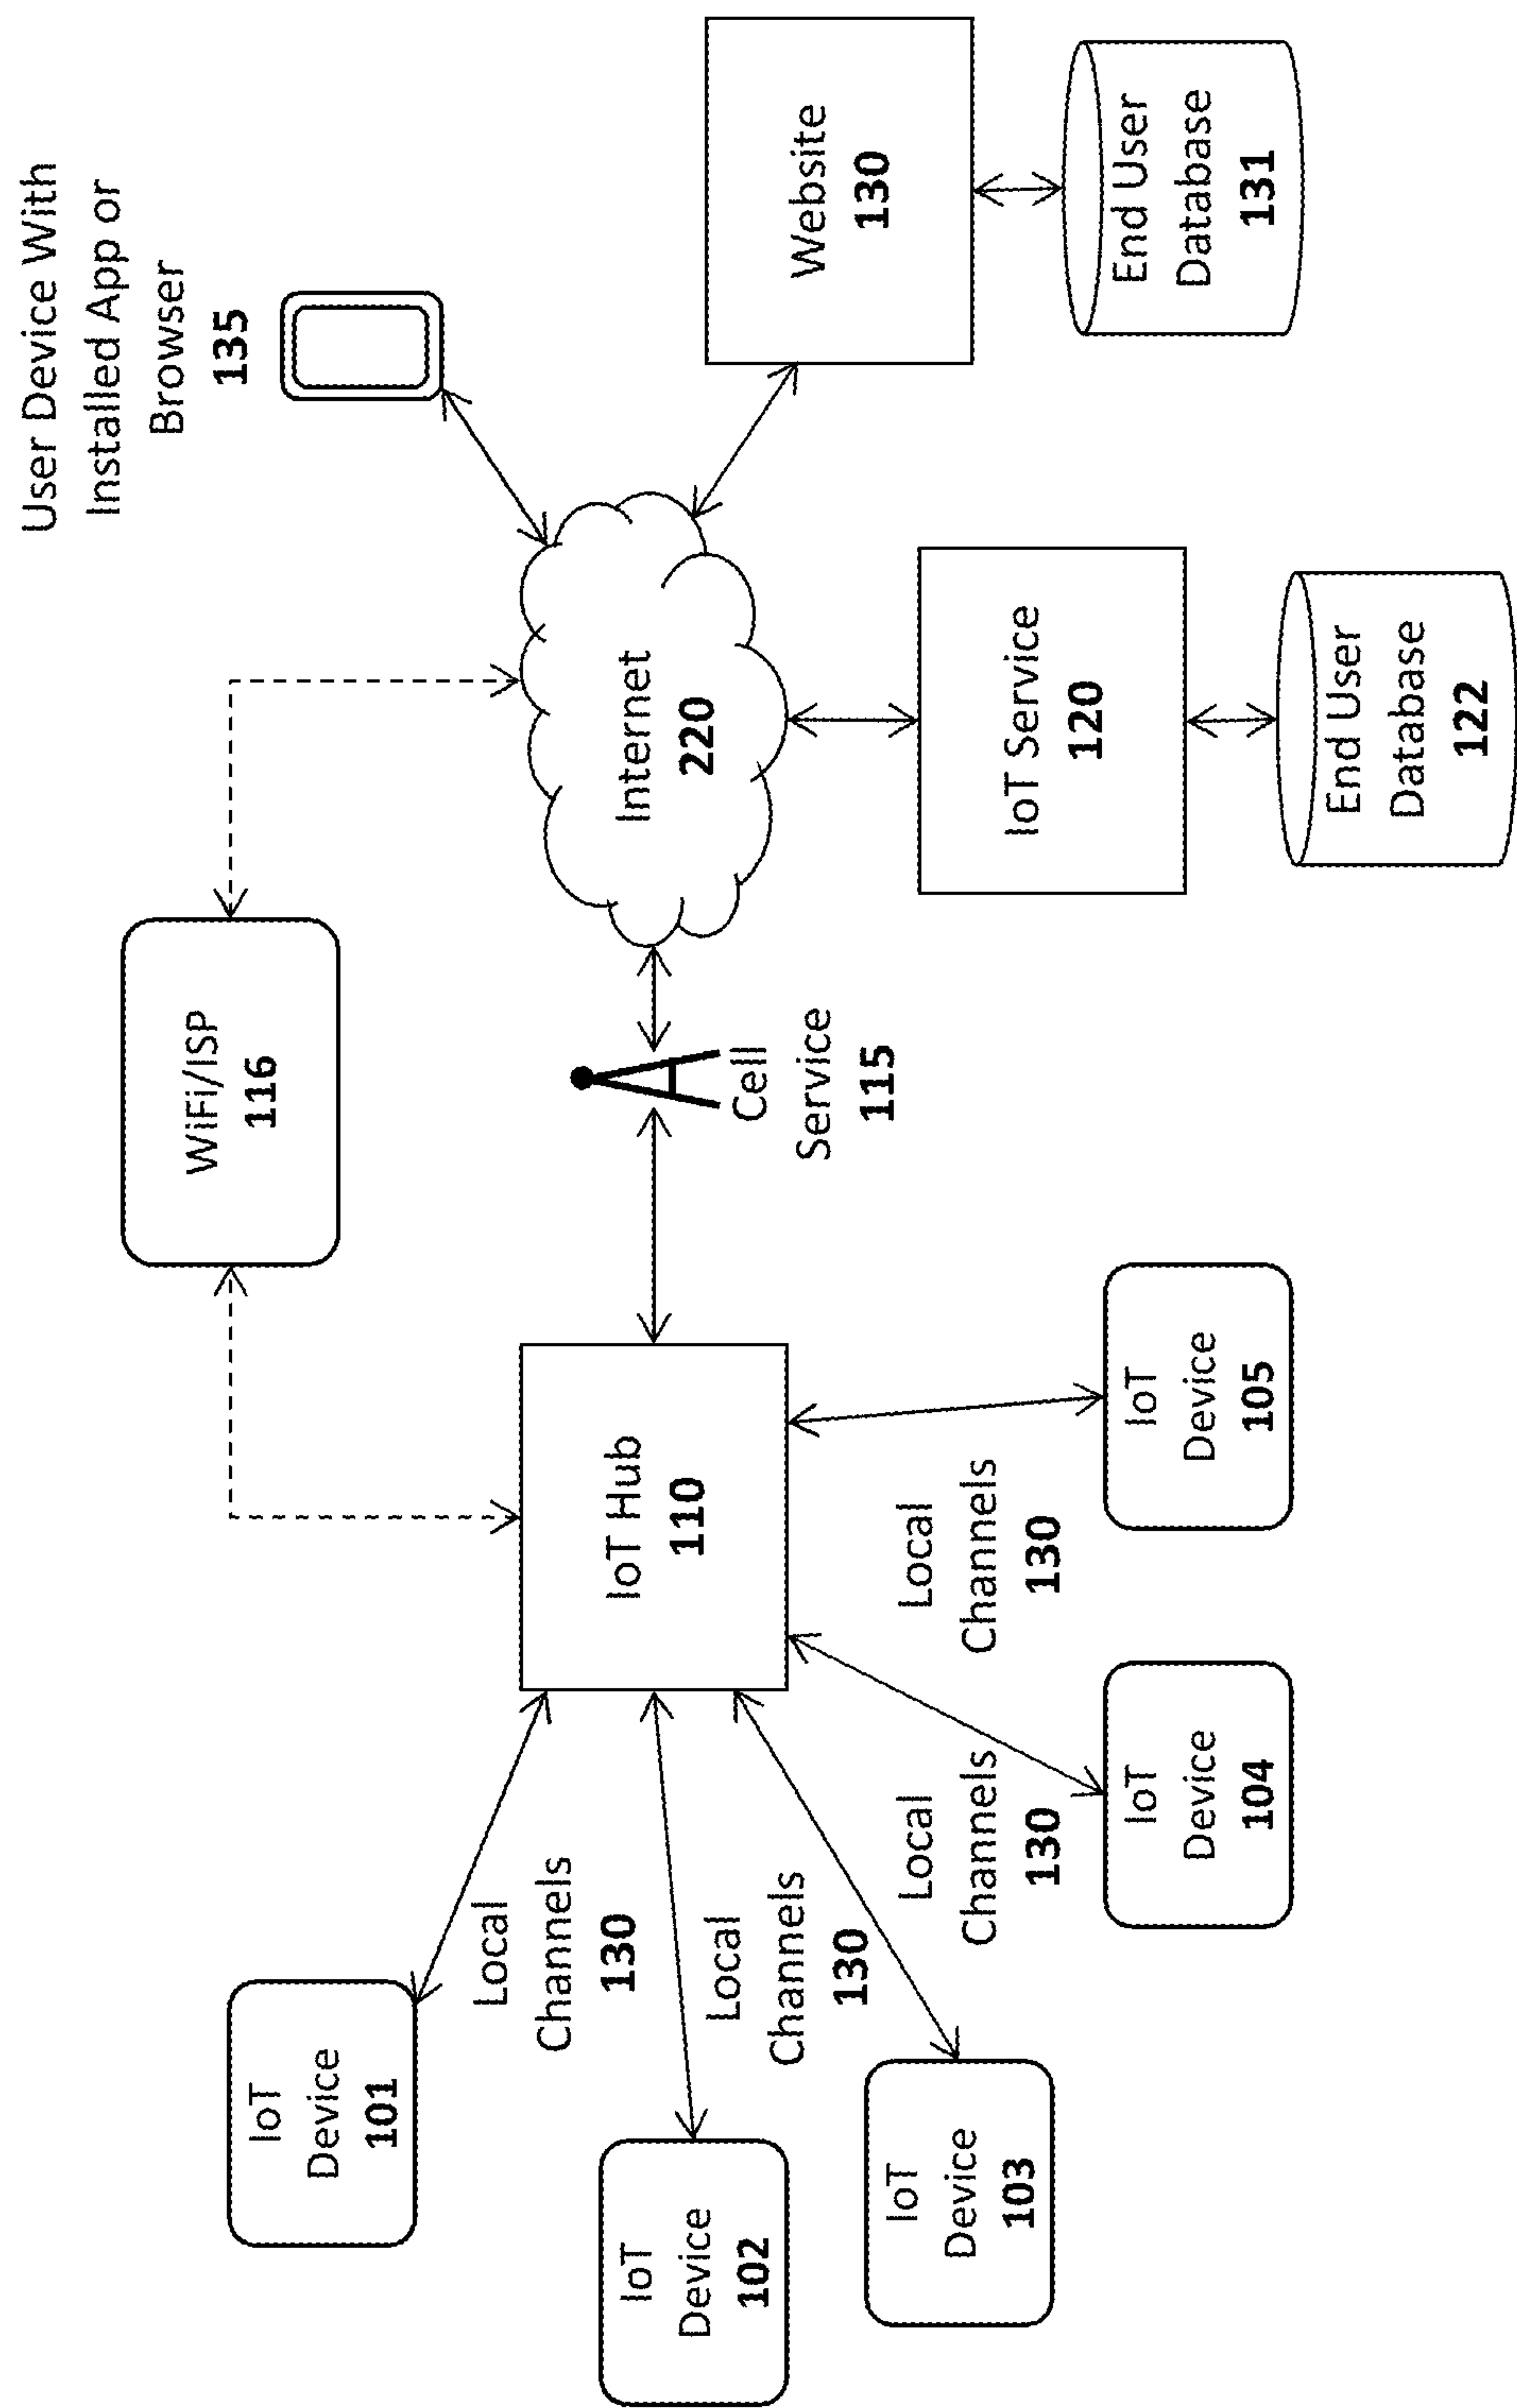 User Device With
Installed App or
Browser
135
WiFi/ISP
116
IoT
Device
101
Local
Channels
130
IoT Hub
110
Cell
Service
115
Internet
220
Website
130
End User
Database
131
IoT
Device
102
Local
Channels
130
IoT
Device
103
Local
Channels
130
Local
Channels
130
IoT
Device
104
IoT
Device
105
IoT Service
120
End User
Database
122